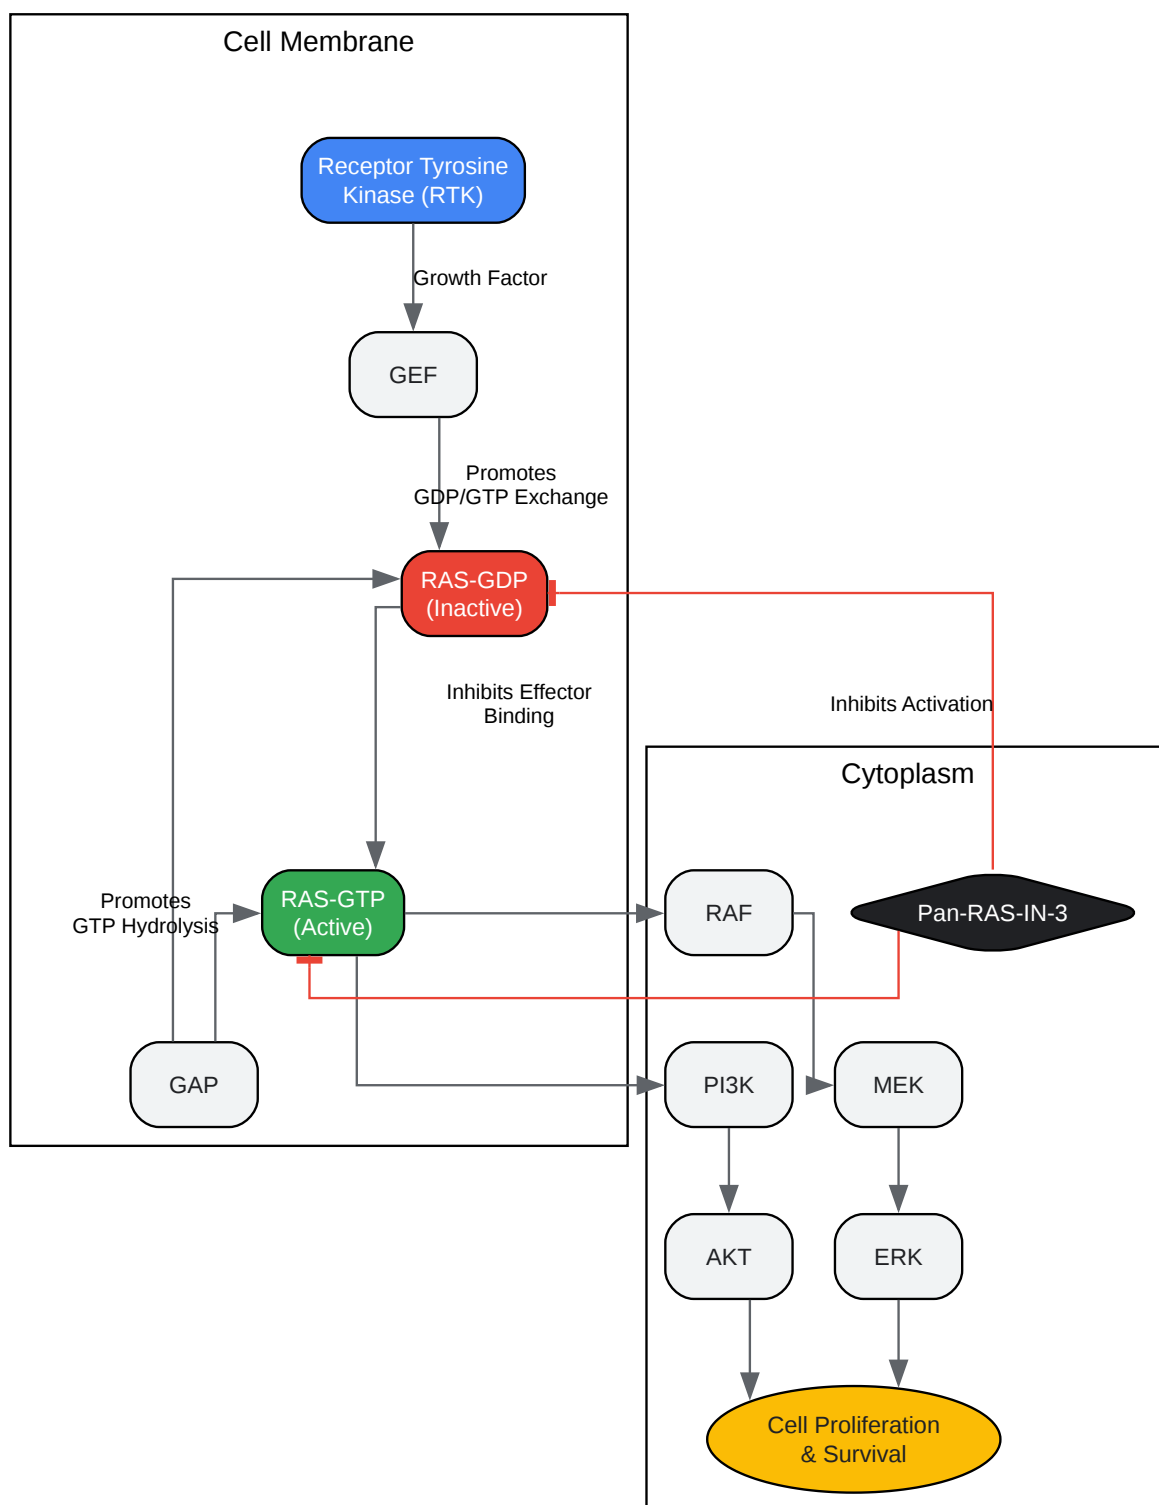 Cell Membrane
Receptor Tyrosine
Kinase (RTK)
Growth Factor
GEF
Promotes
GDP/GTP Exchange
RAS-GDP
(Inactive)
Inhibits Effector
Binding
Inhibits Activation
Cytoplasm
Promotes
GTP Hydrolysis
RAS-GTP
(Active)
RAF
Pan-RAS-IN-3
GAP
PI3K
MEK
AKT
ERK
Cell Proliferation
& Survival